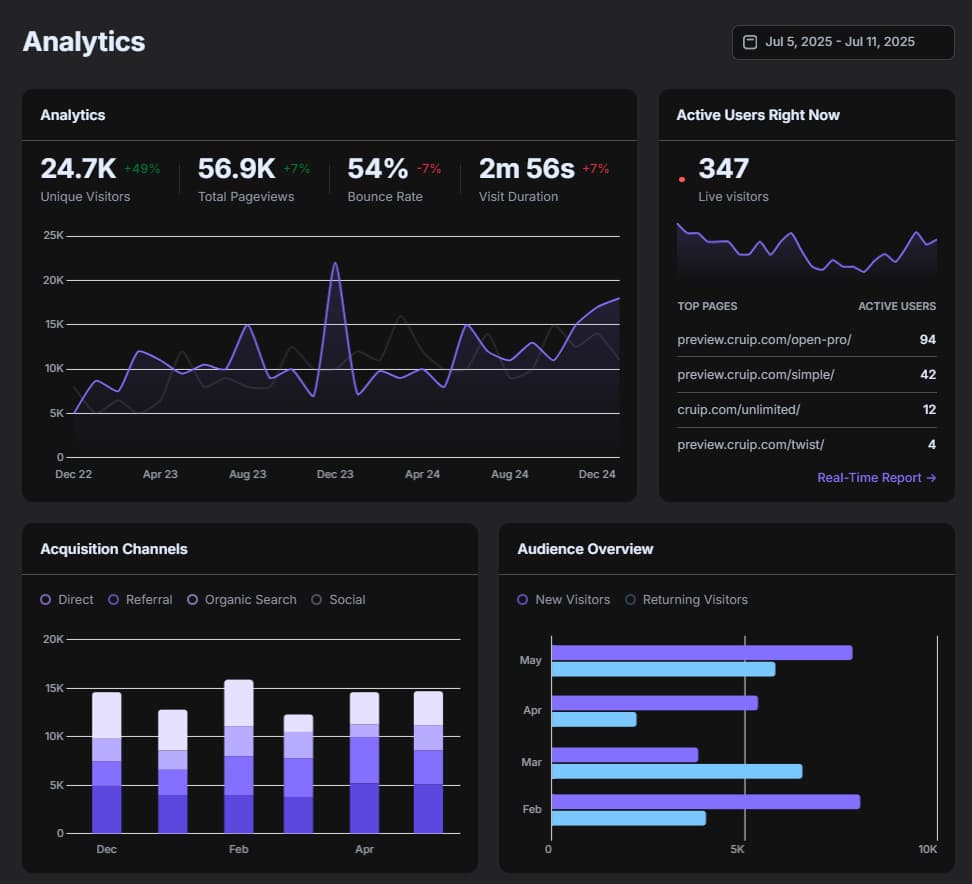 Analytics
Jul 5, 2025 - Jul 11, 2025
Analytics
24.7K +49% 56.9K +7% 54% -7% 2m 56s +7%
Unique Visitors Total Pageviews Bounce Rate Visit Duration
25K
20K
15K
10K
5K
0
Dec 22 Apr 23 Aug 23 Dec 23 Apr 24 Aug 24 Dec 24
Active Users Right Now
347
Live visitors
TOP PAGES ACTIVE USERS
preview.cruip.com/open-pro/ 94
preview.cruip.com/simple/ 42
cruip.com/unlimited/ 12
preview.cruip.com/twist/ 4
Real-Time Report ->
Acquisition Channels
Direct Referral Organic Search Social
20K
15K
10K
5K
0
Dec Feb Apr
Audience Overview
New Visitors Returning Visitors
May
Apr
Mar
Feb
0 5K 10K